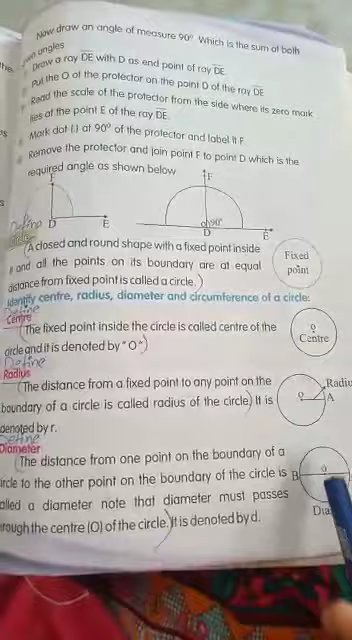 Now draw an angle of measure 90° Which is the sum of both
angles
Draw a ray DE with D as end point of ray DE.
Put the O of the protector on the point D of the ray DE
Read the scale of the protector from the side where its zero mark
lies of the point E of the ray DE.
Mark dot (.) at 90° of the protector and label it F.
Remove the protector and join point F to point D which is the
required angle as shown below
F
D
E
F
90°
D
E
Define
(A closed and round shape with a fixed point inside
it and all the points on its boundary are at equal
distance from fixed point is called a circle.)
Fixed
point
Identify centre, radius, diameter and circumference of a circle:
Define
Centre
(The fixed point inside the circle is called centre of the
circle and it is denoted by "O".)
O
Centre
Define
Radius
(The distance from a fixed point to any point on the
boundary of a circle is called radius of the circle.) It is
denoted by r.
Radiu
O
A
Define
Diameter
(The distance from one point on the boundary of a
circle to the other point on the boundary of the circle is
called a diameter note that diameter must passes
through the centre (O) of the circle.) It is denoted by d.
B
O
Dia